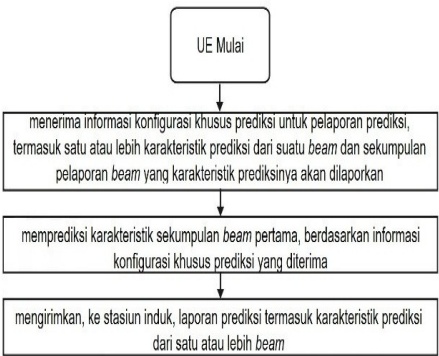 UE Mulai
menerima informasi konfigurasi khusus prediksi untuk pelaporan prediksi,
termasuk satu atau lebih karakteristik prediksi dari suatu beam dan sekumpulan
pelaporan beam yang karakteristik prediksinya akan dilaporkan
memprediksi karakteristik sekumpulan beam pertama, berdasarkan informasi
konfigurasi khusus prediksi yang diterima
mengirimkan, ke stasiun induk, laporan prediksi termasuk karakteristik prediksi
dari satu atau lebih beam